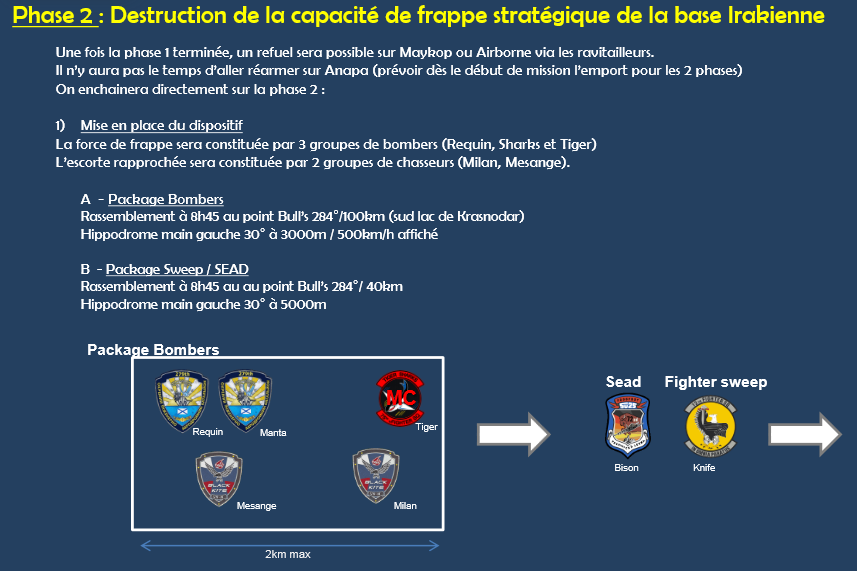 Phase 2 : Destruction de la capacité de frappe stratégique de la base Irakienne
Une fois la phase 1 terminée, un refuel sera possible sur Maykop ou Airborne via les ravitailleurs.
Il n'y aura pas le temps d'aller réarmer sur Anapa (prévoir dès le début de mission l'emport pour les 2 phases)
On enchainera directement sur la phase 2 :
1) Mise en place du dispositif
La force de frappe sera constituée par 3 groupes de bombers (Requin, Sharks et Tiger)
L'escorte rapprochée sera constituée par 2 groupes de chasseurs (Milan, Mesange).
A - Package Bombers
Rassemblement à 8h45 au point Bull's 284°/100km (sud lac de Krasnodar)
Hippodrome main gauche 30° à 3000m / 500km/h affiché
B - Package Sweep / SEAD
Rassemblement à 8h45 au au point Bull's 284°/ 40km
Hippodrome main gauche 30° à 5000m
Package Bombers
Sead Fighter sweep
279th 279th
MC
Requin Manta Tiger
Bison Knife
BLACK KITE BLACK KITE
Mesange Milan
2km max